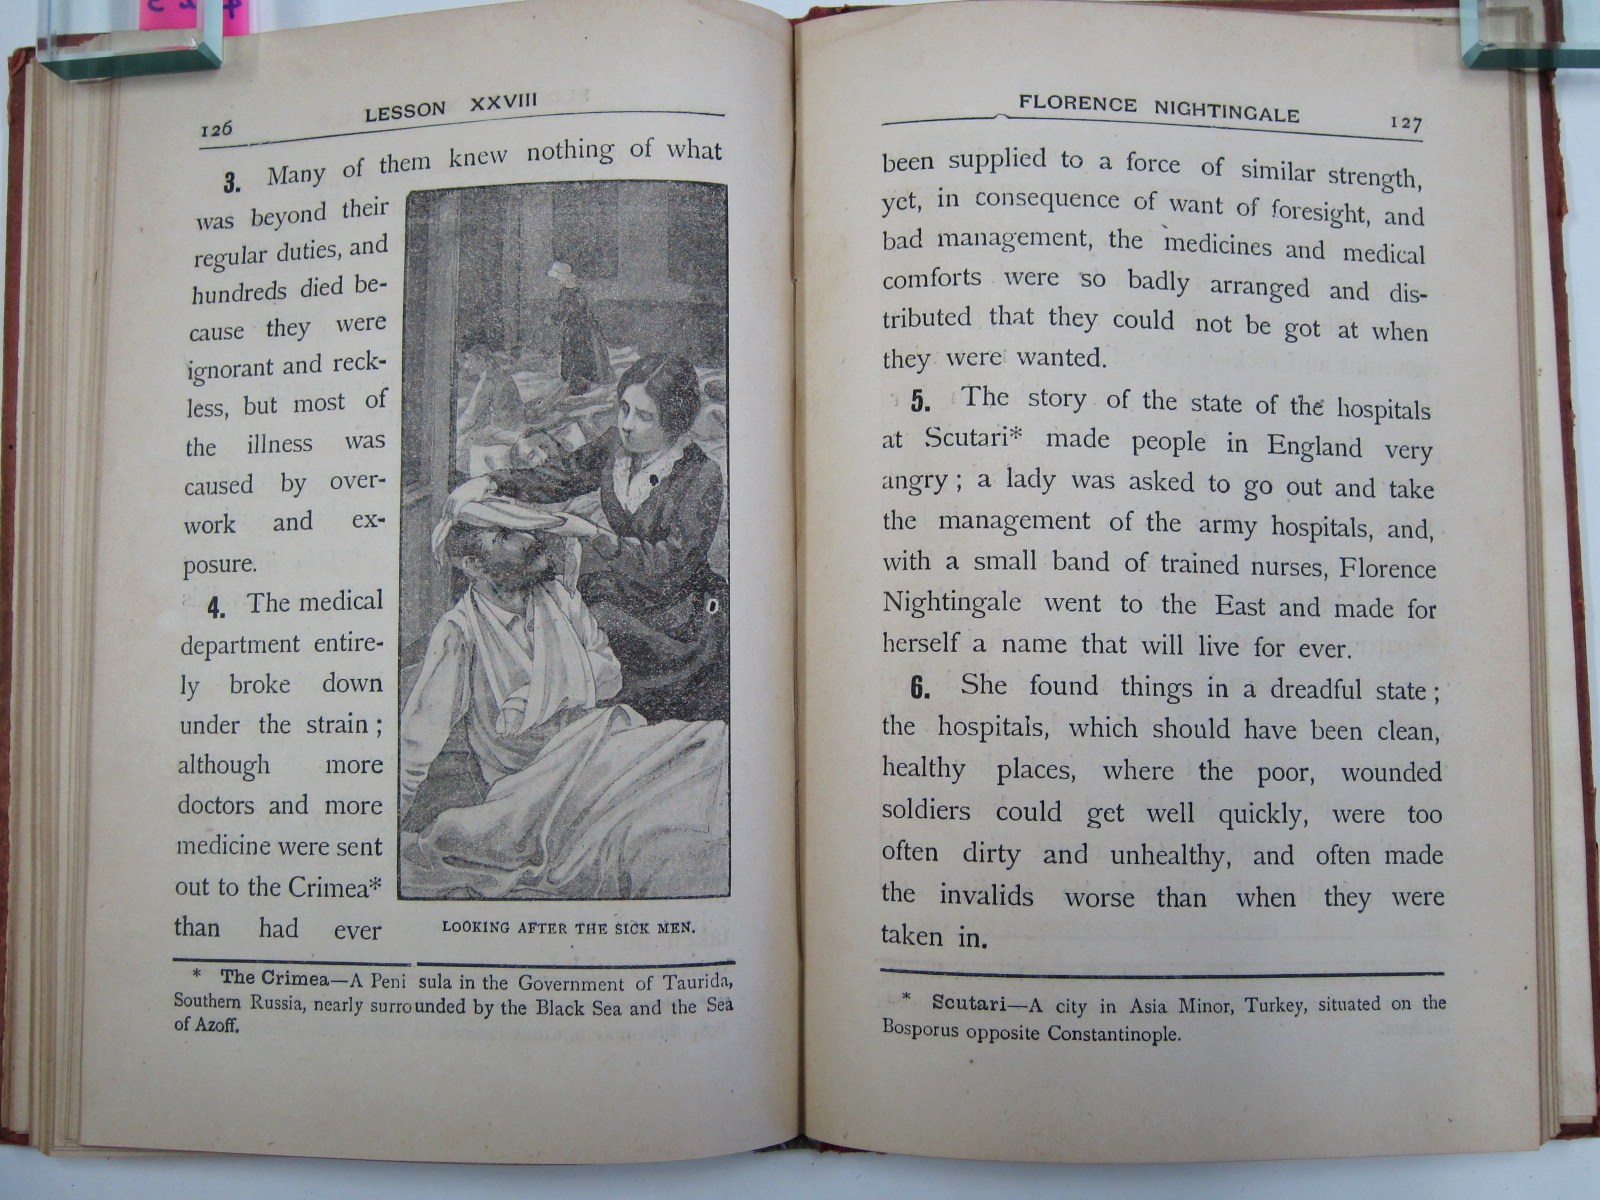 126
LESSON XXVIII
3. Many of them knew nothing of what
was beyond their
regular duties, and
hundreds died be-
cause they were
ignorant and reck-
less, but most of
the illness was
caused by over-
work and ex-
posure.
4. The medical
department entire-
ly broke down
under the strain;
although more
doctors and more
medicine were sent
out to the Crimea*
than had ever
LOOKING AFTER THE SICK MEN.
* The Crimea—A Peni sula in the Government of Taurida,
Southern Russia, nearly surrounded by the Black Sea and the Sea
of Azoff.
FLORENCE NIGHTINGALE
127
been supplied to a force of similar strength,
yet, in consequence of want of foresight, and
bad management, the medicines and medical
comforts were so badly arranged and dis-
tributed that they could not be got at when
they were wanted.
5. The story of the state of the hospitals
at Scutari* made people in England very
angry; a lady was asked to go out and take
the management of the army hospitals, and,
with a small band of trained nurses, Florence
Nightingale went to the East and made for
herself a name that will live for ever.
6. She found things in a dreadful state;
the hospitals, which should have been clean,
healthy places, where the poor, wounded
soldiers could get well quickly, were too
often dirty and unhealthy, and often made
the invalids worse than when they were
taken in.
* Scutari—A city in Asia Minor, Turkey, situated on the
Bosporus opposite Constantinople.